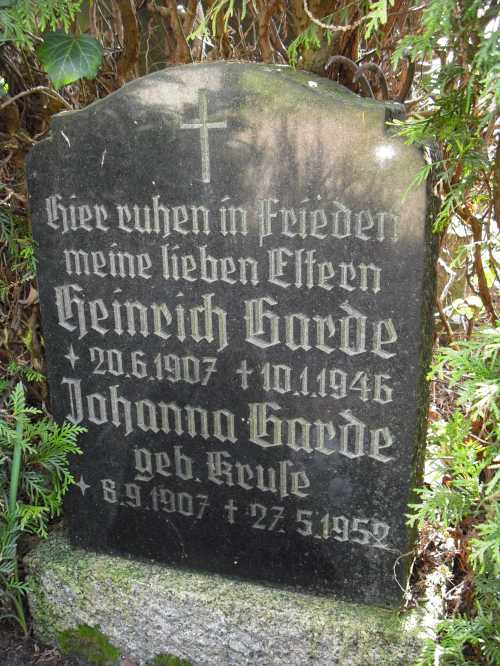 Hier ruhen in Frieden
meine lieben Eltern
Heinrich Garde
* 20.6.1907 † 10.1.1946
Johanna Garde
geb. Kruse
* 8.9.1907 † 27.5.1952